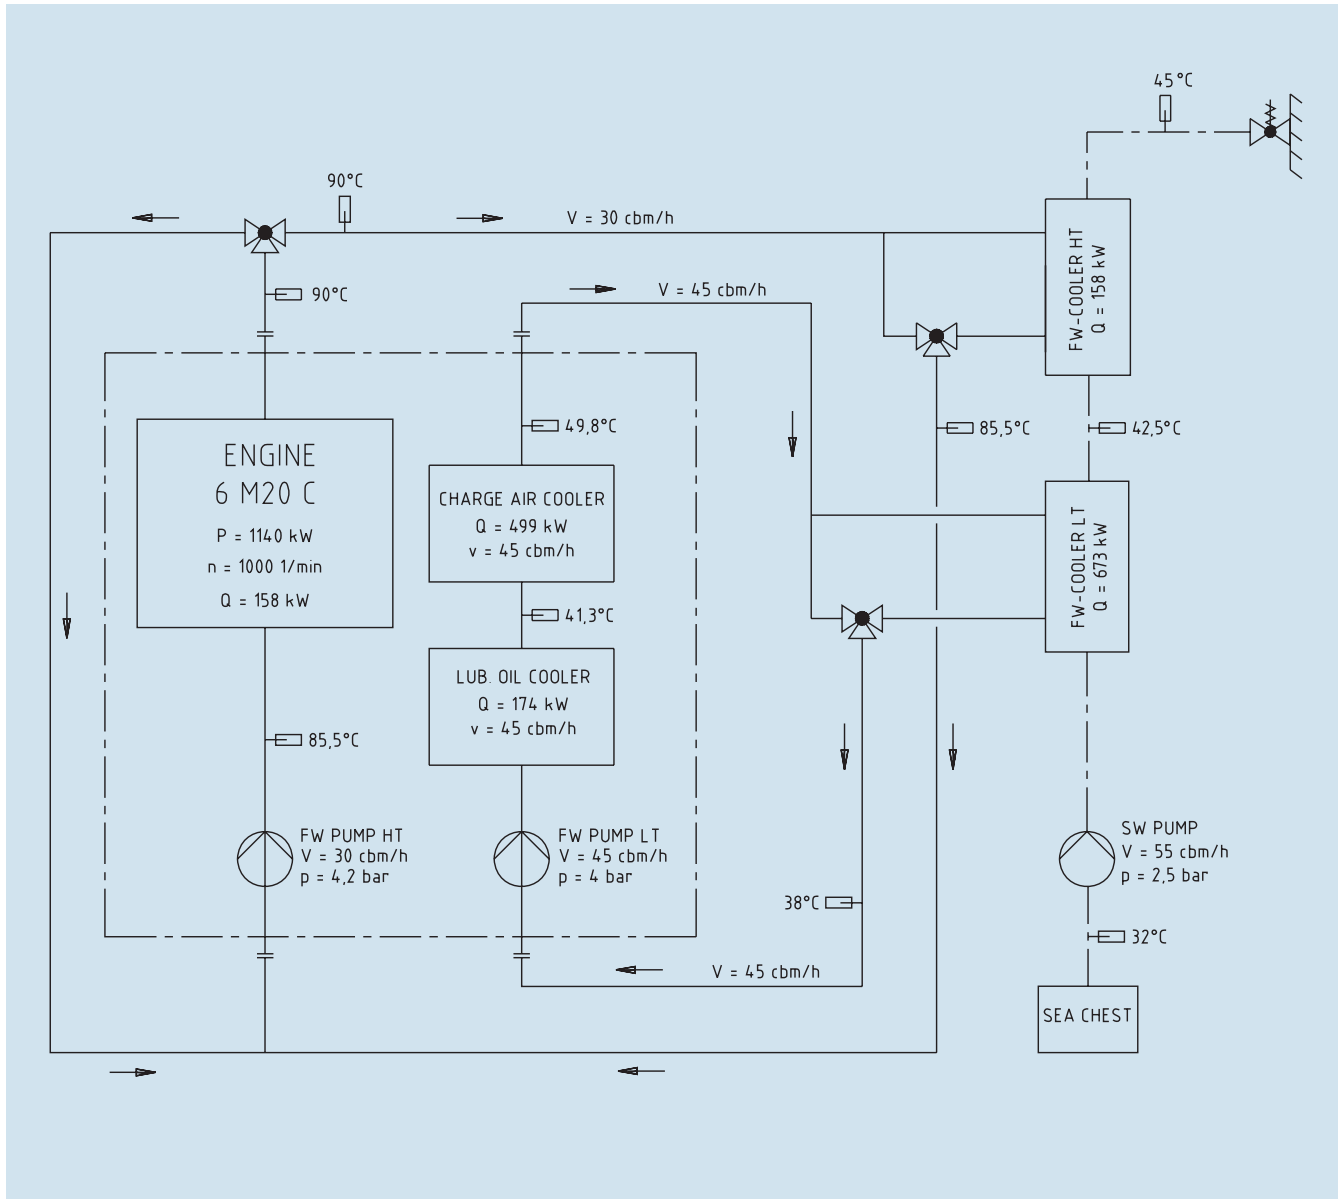 45°C
90°C
V = 30 cbm/h
90°C
V = 45 cbm/h
FW-COOLER HT
Q = 158 kW
49,8°C
85,5°C
42,5°C
ENGINE
6 M20 C
P = 1140 kW
n = 1000 1/min
Q = 158 kW
CHARGE AIR COOLER
Q = 499 kW
v = 45 cbm/h
FW-COOLER LT
Q = 673 kW
41,3°C
LUB. OIL COOLER
Q = 174 kW
v = 45 cbm/h
85,5°C
FW PUMP HT
V = 30 cbm/h
p = 4,2 bar
FW PUMP LT
V = 45 cbm/h
p = 4 bar
SW PUMP
V = 55 cbm/h
p = 2,5 bar
38°C
32°C
V = 45 cbm/h
SEA CHEST